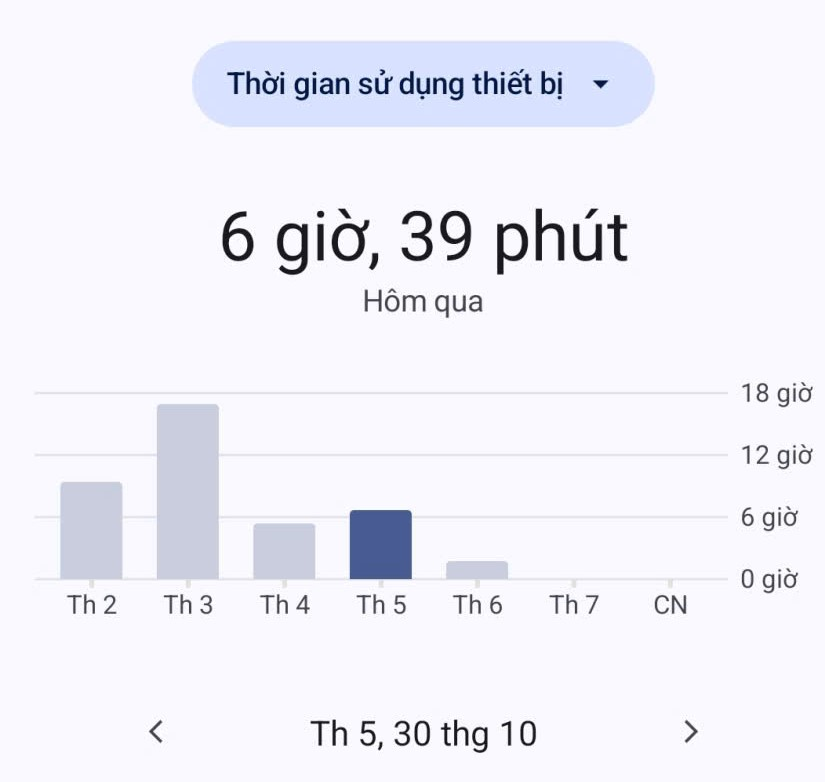 Thời gian sử dụng thiết bị
6 giờ, 39 phút
Hôm qua
18 giờ
12 giờ
6 giờ
0 giờ
Th 2 Th 3 Th 4 Th 5 Th 6 Th 7 CN
Th 5, 30 thg 10